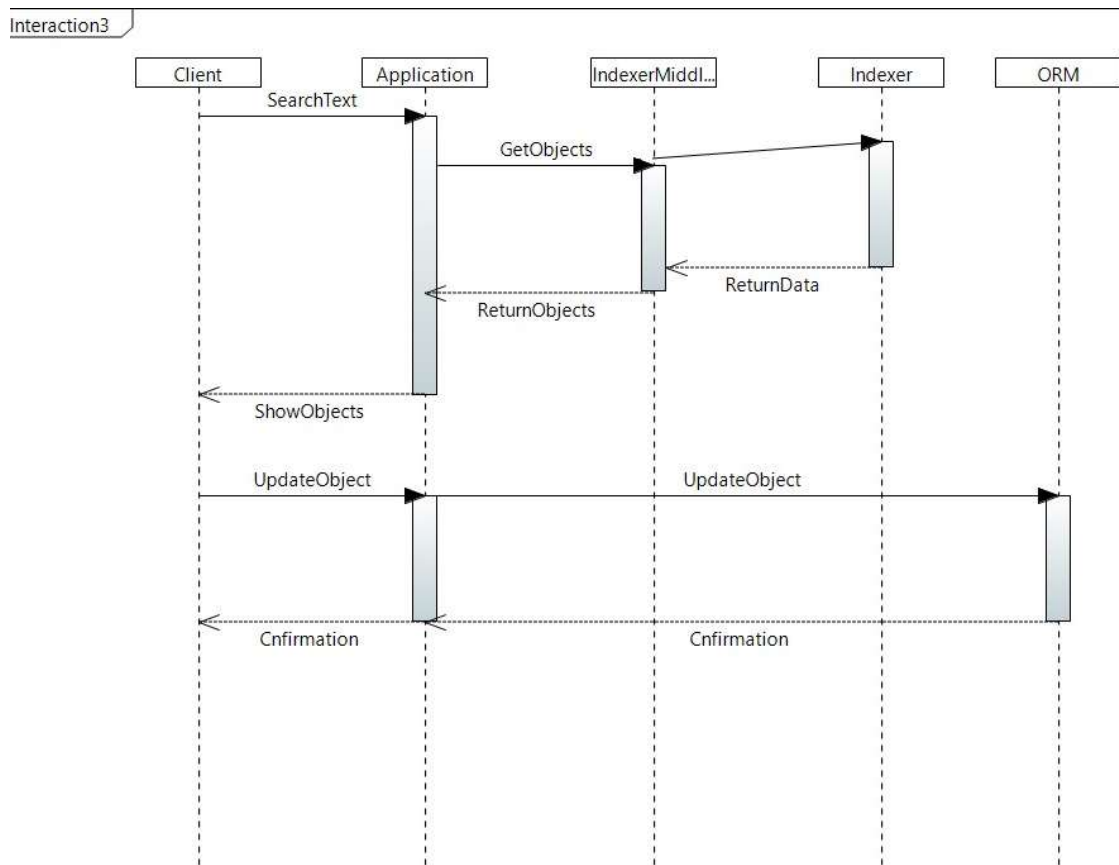 Interaction3
Client
Application
IndexerMiddl...
Indexer
ORM
SearchText
GetObjects
ReturnData
ReturnObjects
ShowObjects
UpdateObject
UpdateObject
Cnfirmation
Cnfirmation